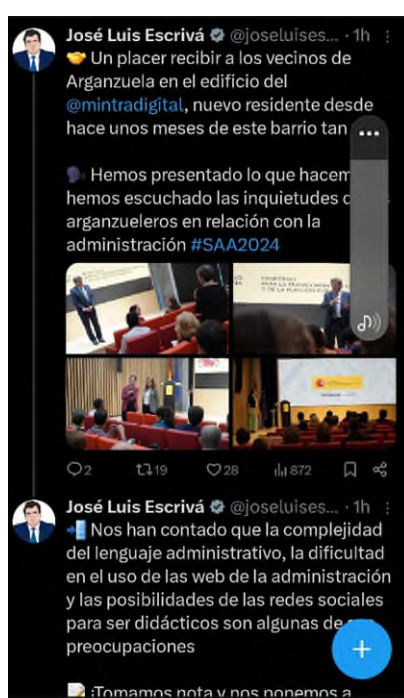 José Luis Escrivá @joseluises... · 1h
Un placer recibir a los vecinos de
Arganzuela en el edificio del
@mintradigital, nuevo residente desde
hace unos meses de este barrio tan
Hemos presentado lo que hacem
hemos escuchado las inquietudes
arganzueleros en relación con la
administración #SAA2024
2 19 28 872
José Luis Escrivá @joseluises... · 1h
Nos han contado que la complejidad
del lenguaje administrativo, la dificultad
en el uso de las web de la administración
y las posibilidades de las redes sociales
para ser didácticos son algunas de
preocupaciones
¡Tomamos nota y nos ponemos a